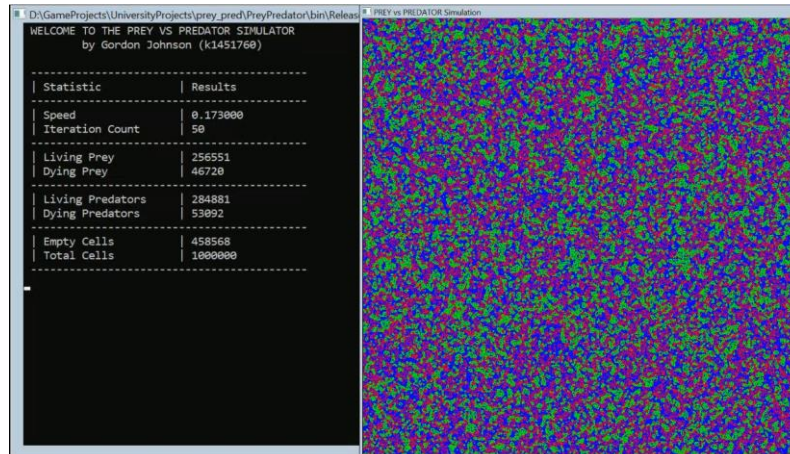 D:\GameProjects\UniversityProjects\prey_pred\PreyPredator\bin\Releas
PREY vs PREDATOR Simulation
WELCOME TO THE PREY VS PREDATOR SIMULATOR
by Gordon Johnson (k1451760)
| Statistic | Results
| Speed | 0.173000
| Iteration Count | 50
| Living Prey | 256551
| Dying Prey | 46720
| Living Predators | 284881
| Dying Predators | 53092
| Empty Cells | 458568
| Total Cells | 1000000